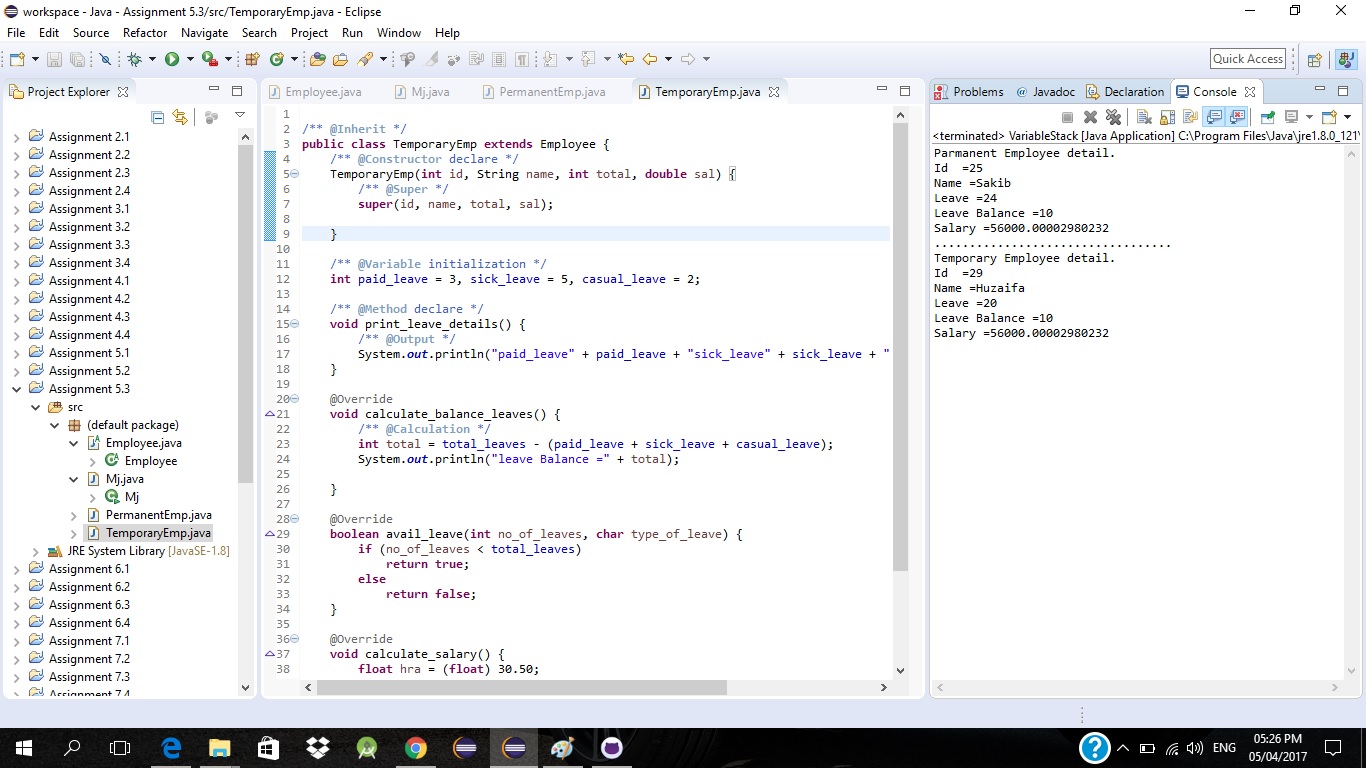 workspace - Java - Assignment 5.3/src/TemporaryEmp.java - Eclipse
File Edit Source Refactor Navigate Search Project Run Window Help
Quick Access
Project Explorer
Assignment 2.1
Assignment 2.2
Assignment 2.3
Assignment 2.4
Assignment 3.1
Assignment 3.2
Assignment 3.3
Assignment 3.4
Assignment 4.1
Assignment 4.2
Assignment 4.3
Assignment 4.4
Assignment 5.1
Assignment 5.2
Assignment 5.3
src
(default package)
Employee.java
Employee
Mj.java
Mj
PermanentEmp.java
TemporaryEmp.java
JRE System Library [JavaSE-1.8]
Assignment 6.1
Assignment 6.2
Assignment 6.3
Assignment 6.4
Assignment 7.1
Assignment 7.2
Assignment 7.3
Assignment 7.4
Employee.java Mj.java PermanentEmp.java TemporaryEmp.java
1
2 /** @Inherit */
3 public class TemporaryEmp extends Employee {
4 /** @Constructor declare */
5 TemporaryEmp(int id, String name, int total, double sal) {
6 /** @Super */
7 super(id, name, total, sal);
8
9 }
10
11 /** @Variable initialization */
12 int paid_leave = 3, sick_leave = 5, casual_leave = 2;
13
14 /** @Method declare */
15 void print_leave_details() {
16 /** @Output */
17 System.out.println("paid_leave" + paid_leave + "sick_leave" + sick_leave + "
18 }
19
20 @Override
21 void calculate_balance_leaves() {
22 /** @Calculation */
23 int total = total_leaves - (paid_leave + sick_leave + casual_leave);
24 System.out.println("leave Balance =" + total);
25
26 }
27
28 @Override
29 boolean avail_leave(int no_of_leaves, char type_of_leave) {
30 if (no_of_leaves < total_leaves)
31 return true;
32 else
33 return false;
34 }
35
36 @Override
37 void calculate_salary() {
38 float hra = (float) 30.50;
Problems @ Javadoc Declaration Console
<terminated> VariableStack [Java Application] C:\Program Files\Java\jre1.8.0_121\
Parmanent Employee detail.
Id =25
Name =Sakib
Leave =24
Leave Balance =10
Salary =56000.00002980232
..................................
Temporary Employee detail.
Id =29
Name =Huzaifa
Leave =20
Leave Balance =10
Salary =56000.00002980232
ENG
05:26 PM
05/04/2017